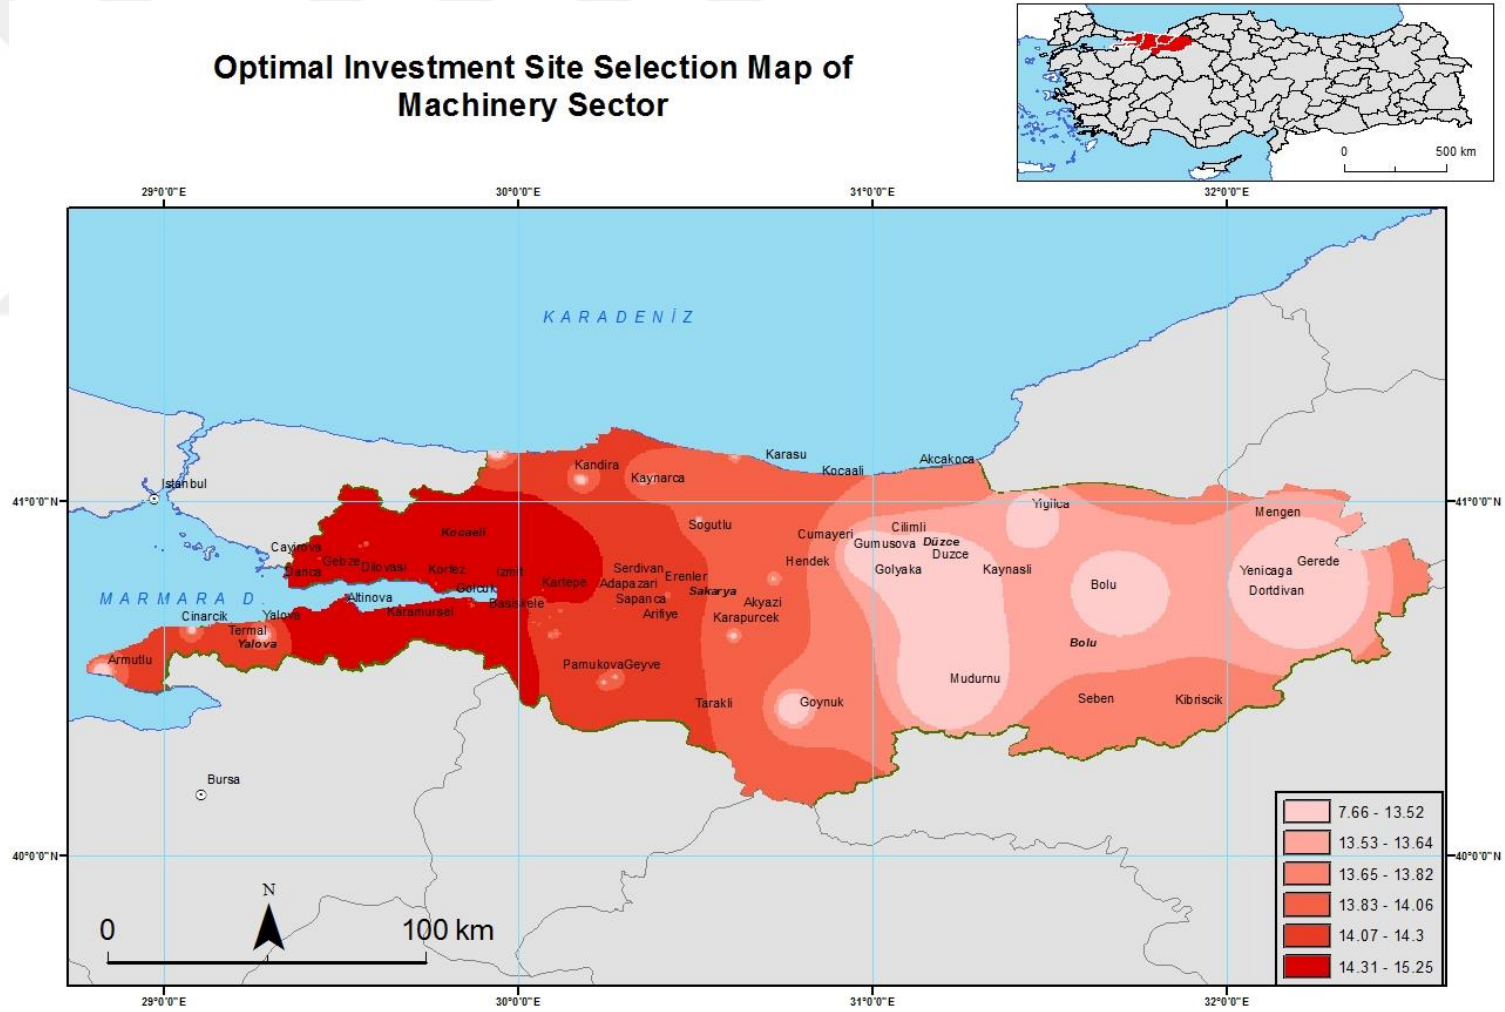 Optimal Investment Site Selection Map of
Machinery Sector
0 500 km
29°0'0"E 30°0'0"E 31°0'0"E 32°0'0"E
KARADENİZ
Karasu
Akcakoca
Kandira
Kocaali
Kaynarca
Istanbul
41°0'0"N 41°0'0"N
Yigilca
Mengen
Sogutlu
Cilimli
Kocaeli
Cumayeri
Gumusova Düzce
Cayirova
Duzce
Gebze Dilovasi Korfez Izmit
Hendek
Gerede
Darica
Serdivan
Golyaka
Kaynasli
Yenicaga
Erenler
Kartepe
Adapazari
Bolu
Golcuk
Sakarya
Dortdivan
MARMARA D.
Altinova
Basiskele
Sapanca
Akyazi
Karamursel
Arifiye
Karapurcek
Cinarcik
Yalova
Termal
Yalova
Bolu
Armutlu
PamukovaGeyve
Mudurnu
Tarakli
Goynuk
Seben
Kibriscik
Bursa
7.66 - 13.52
13.53 - 13.64
40°0'0"N 40°0'0"N
13.65 - 13.82
N
13.83 - 14.06
0 100 km
14.07 - 14.3
14.31 - 15.25
29°0'0"E 30°0'0"E 31°0'0"E 32°0'0"E